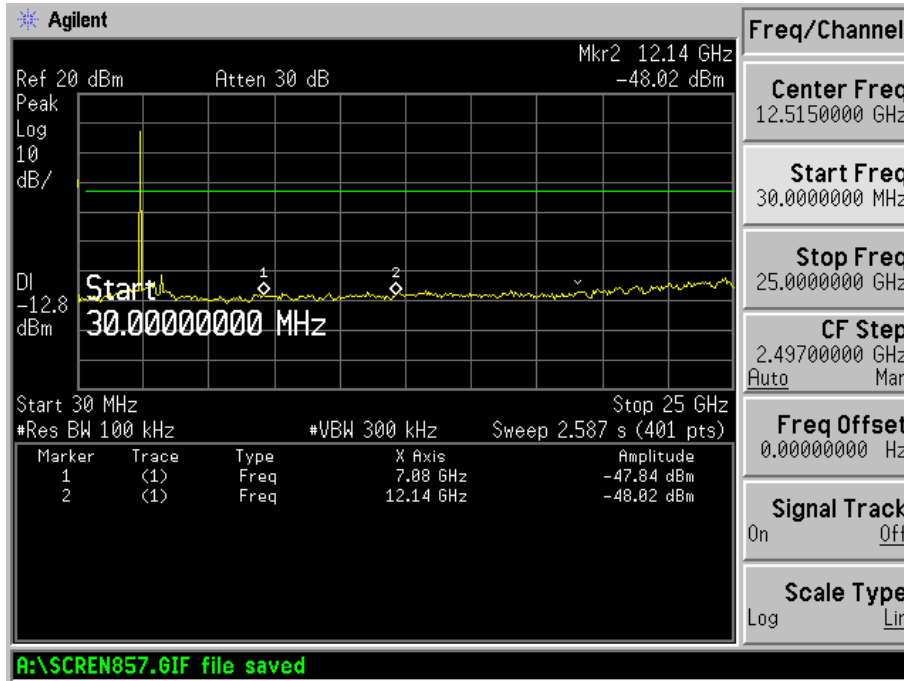 Agilent
Mkr2 12.14 GHz
Ref 20 dBm Atten 30 dB -48.02 dBm
Peak
Log
10
dB/
DI
-12.8
dBm
1 2
Start
30.00000000 MHz
Start 30 MHz Stop 25 GHz
#Res BW 100 kHz #VBW 300 kHz Sweep 2.587 s (401 pts)
Marker Trace Type X Axis Amplitude
1 (1) Freq 7.08 GHz -47.84 dBm
2 (1) Freq 12.14 GHz -48.02 dBm
A:\SCREN857.GIF file saved
Freq/Channel
Center Freq
12.5150000 GHz
Start Freq
30.0000000 MHz
Stop Freq
25.0000000 GHz
CF Step
2.49700000 GHz
Auto Man
Freq Offset
0.00000000 Hz
Signal Track
On Off
Scale Type
Log Lin